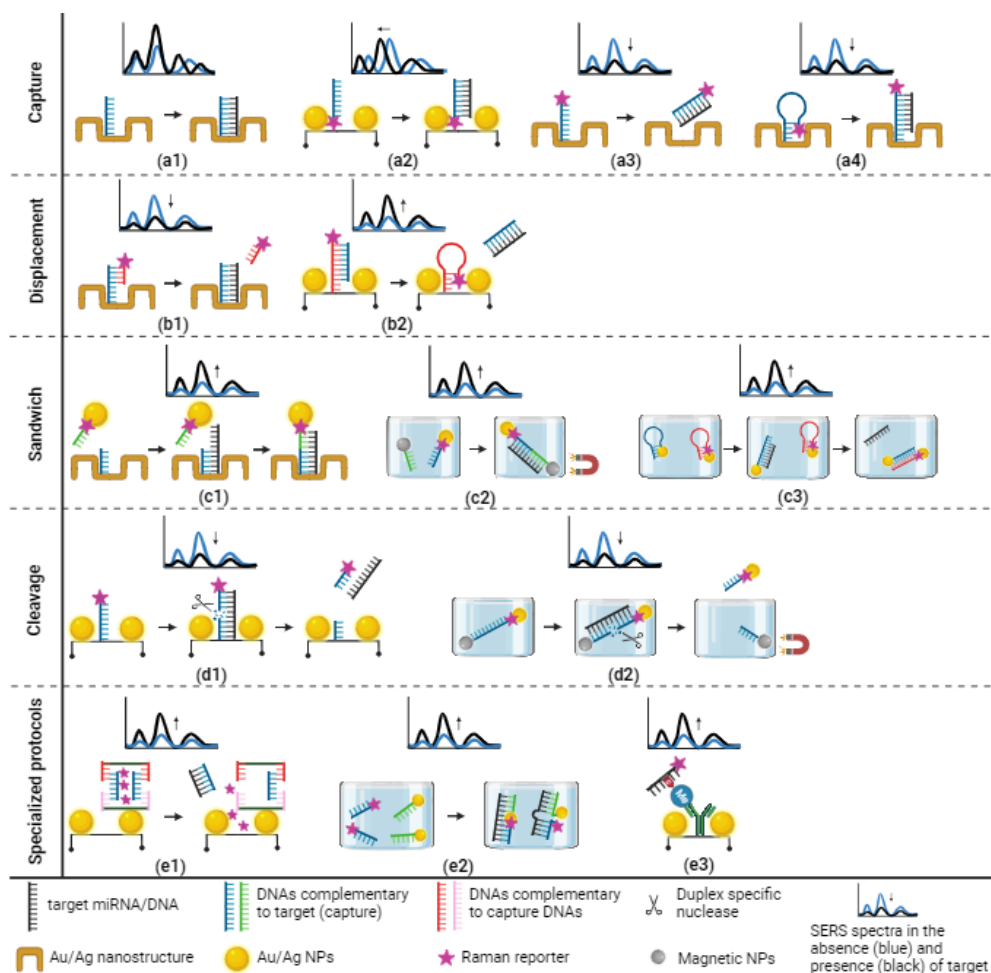 Capture
(a1)
(a2)
(a3)
(a4)
Displacement
(b1)
(b2)
Sandwich
(c1)
(c2)
(c3)
Cleavage
(d1)
(d2)
Specialized protocols
(e1)
(e2)
(e3)
target miRNA/DNA
DNAs complementary
to target (capture)
DNAs complementary
to capture DNAs
Duplex specific
nuclease
SERS spectra in the
absence (blue) and
presence (black) of target
Au/Ag nanostructure
Au/Ag NPs
Raman reporter
Magnetic NPs